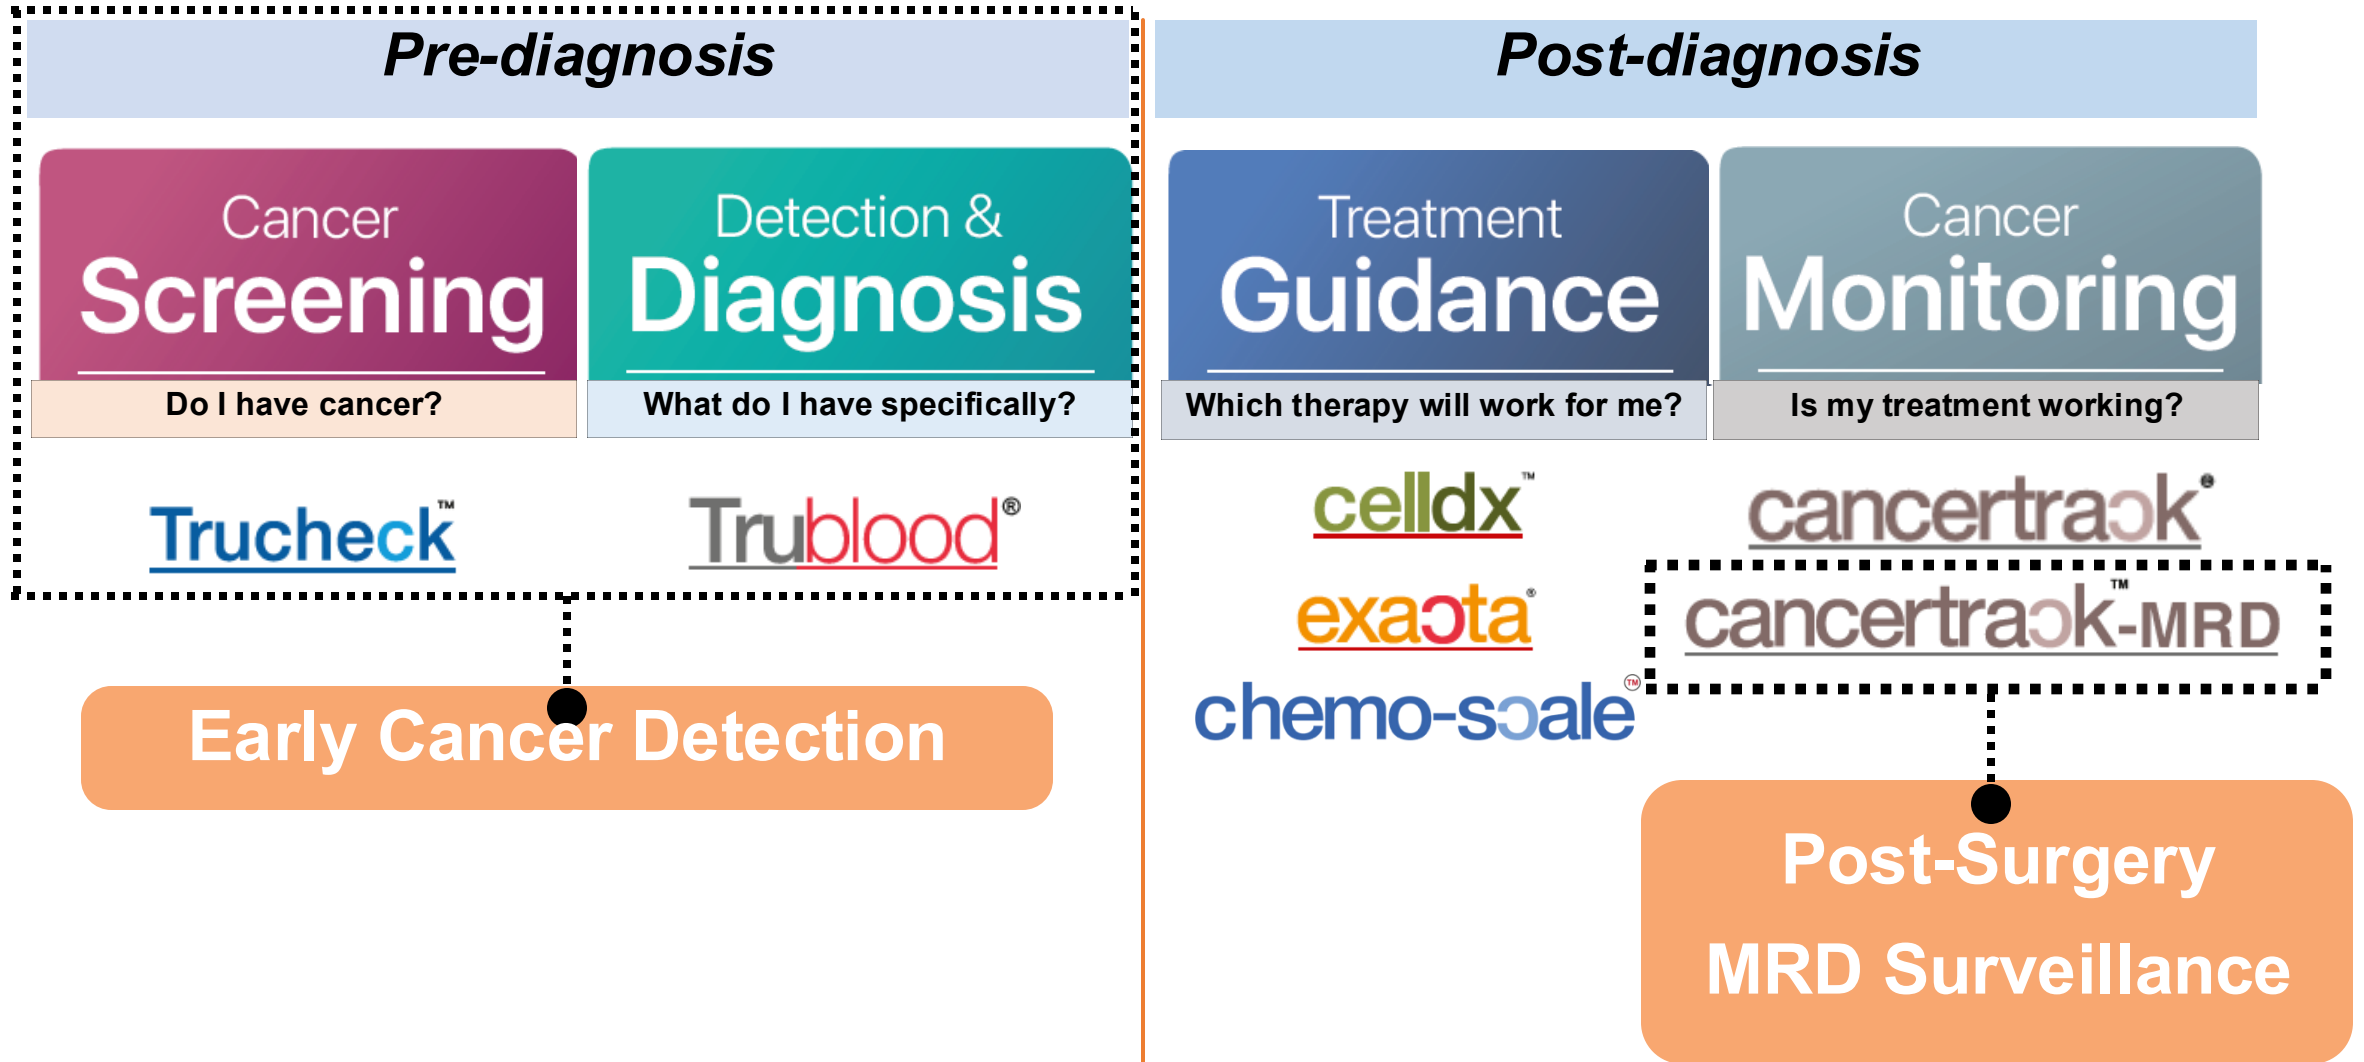 Pre-diagnosis
Post-diagnosis
Cancer
Screening
Do I have cancer?
Trucheck™
Detection &
Diagnosis
What do I have specifically?
Trublood®
Early Cancer Detection
Treatment
Guidance
Which therapy will work for me?
celldx™
exacta®
chemo-scale™
Cancer
Monitoring
Is my treatment working?
cancertrack®
cancertrack™-MRD
Post-Surgery
MRD Surveillance